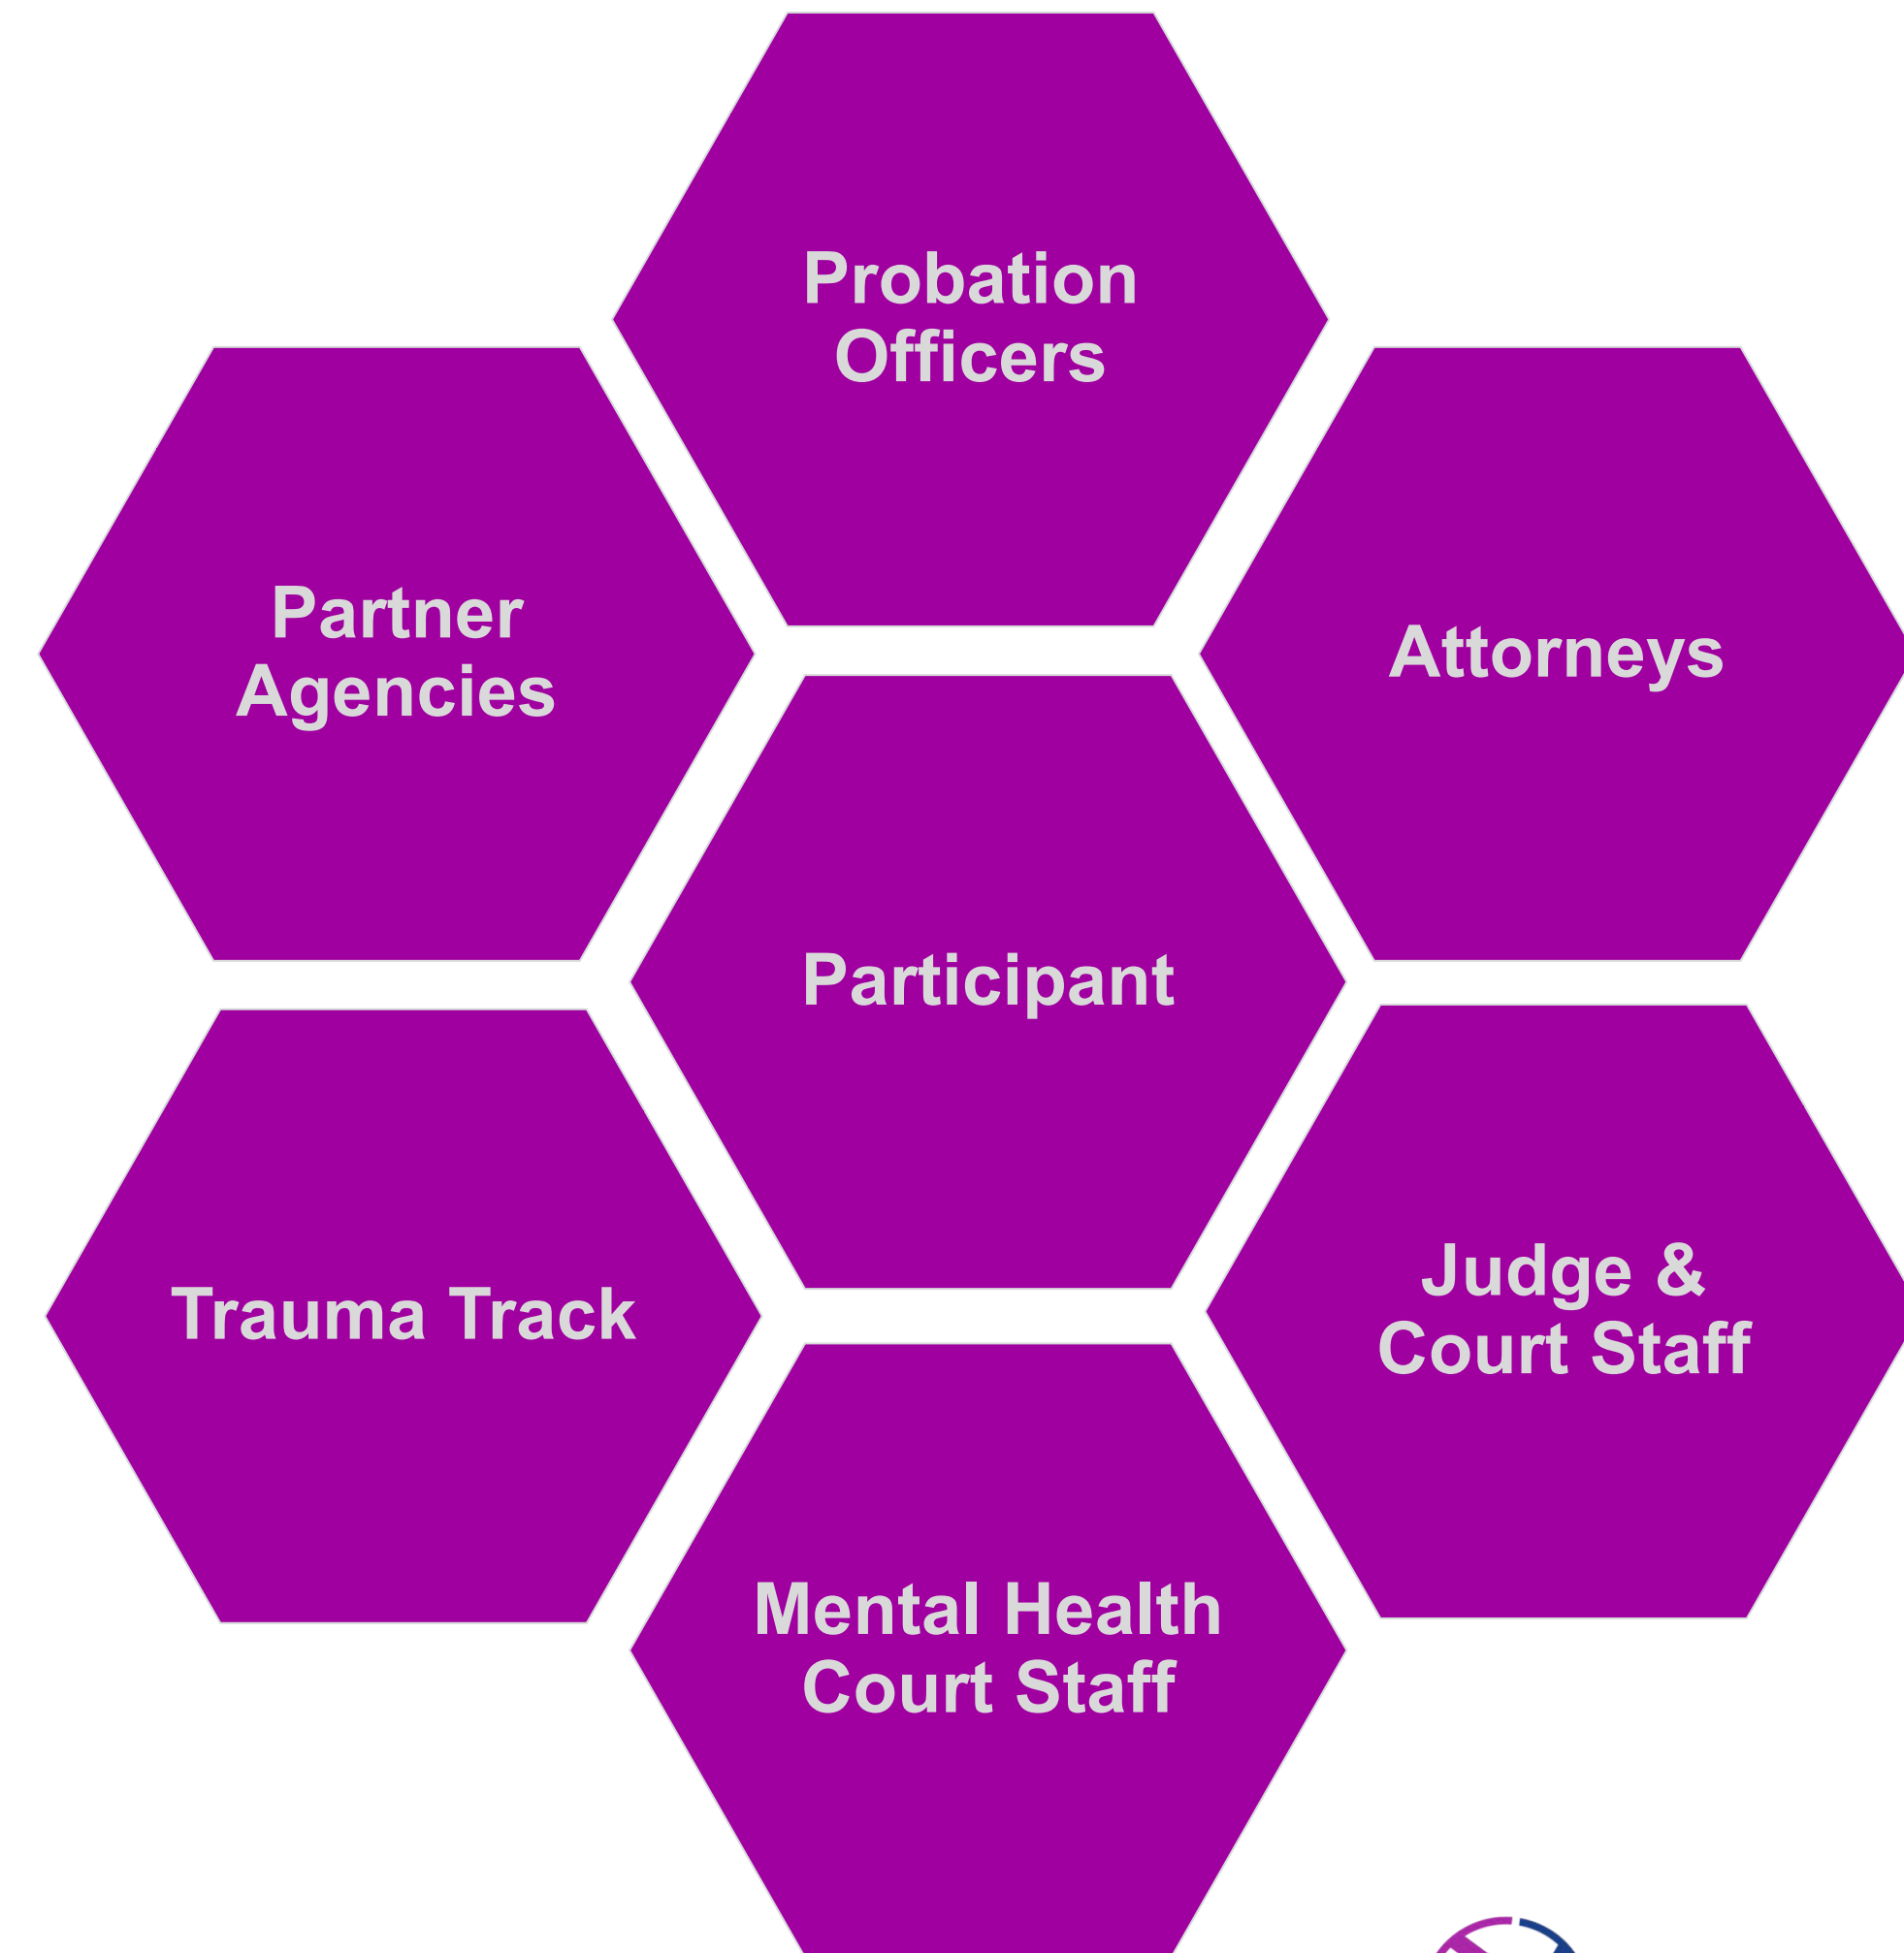 Probation
Officers
Partner
Agencies
Attorneys
Participant
Trauma Track
Judge &
Court Staff
Mental Health
Court Staff